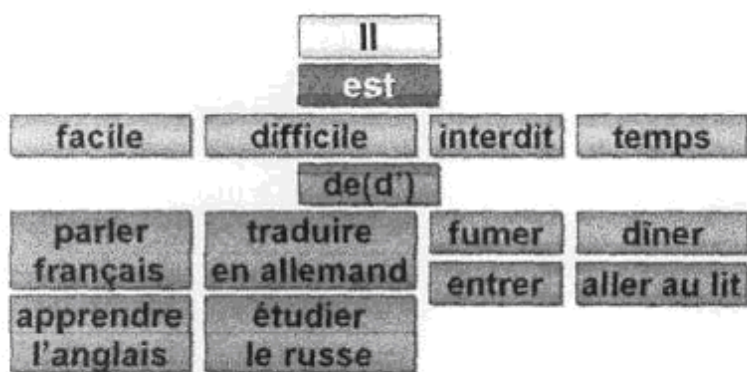 Il
est
facile difficile interdit temps
de(d')
parler traduire fumer dîner
français en allemand
entrer aller au lit
apprendre étudier
l'anglais le russe